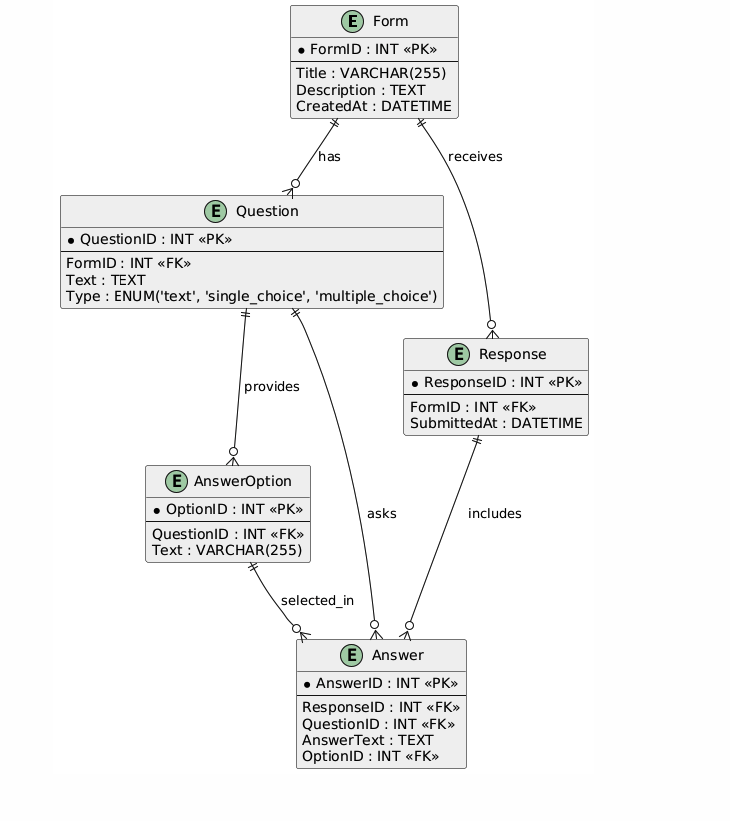 E Form
FormID : INT «PK»
Title : VARCHAR(255)
Description : TEXT
CreatedAt : DATETIME
has
receives
E Question
QuestionID : INT «PK»
FormID : INT «FK»
Text : TEXT
Type : ENUM('text', 'single_choice', 'multiple_choice')
E Response
ResponseID : INT «PK»
FormID : INT «FK»
SubmittedAt : DATETIME
provides
E AnswerOption
OptionID : INT «PK»
QuestionID : INT «FK»
Text : VARCHAR(255)
asks
includes
selected_in
E Answer
AnswerID : INT «PK»
ResponseID : INT «FK»
QuestionID : INT «FK»
AnswerText : TEXT
OptionID : INT «FK»